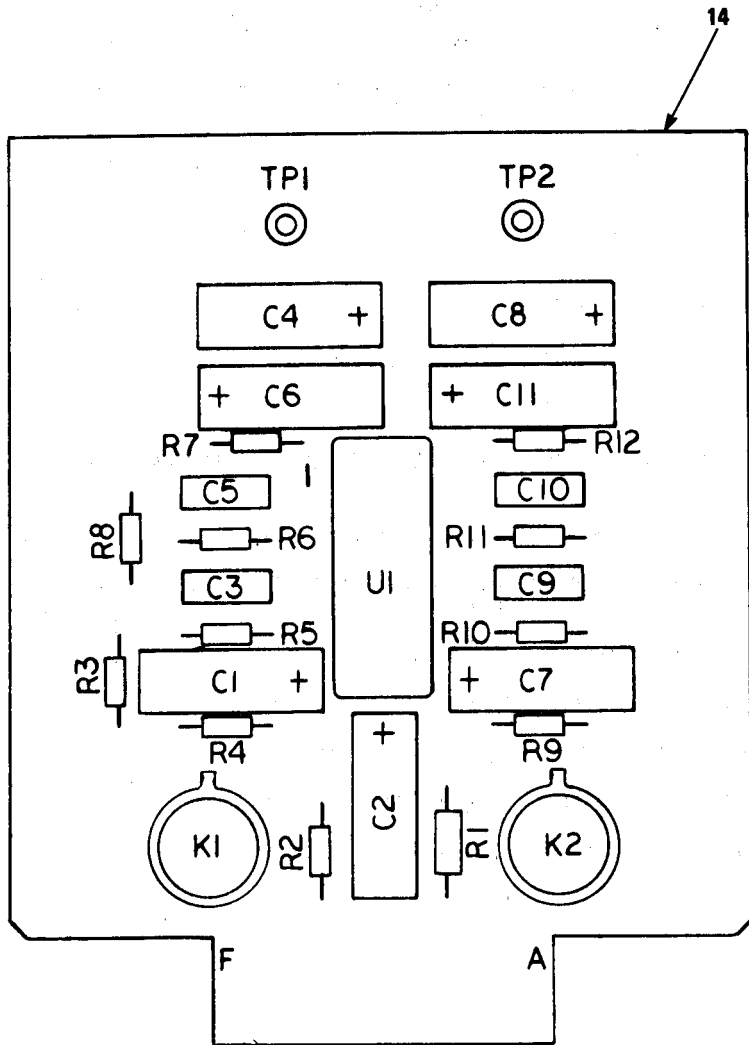 14
TP1 TP2
C4 + C8 +
+ C6 + C11
R7 R12
1
C5 C10
R8 R6 R11
C3 U1 C9
R5 R10
R3 C1 + + C7
R4 R9
+
C2
K1 R2 R1 K2
F A